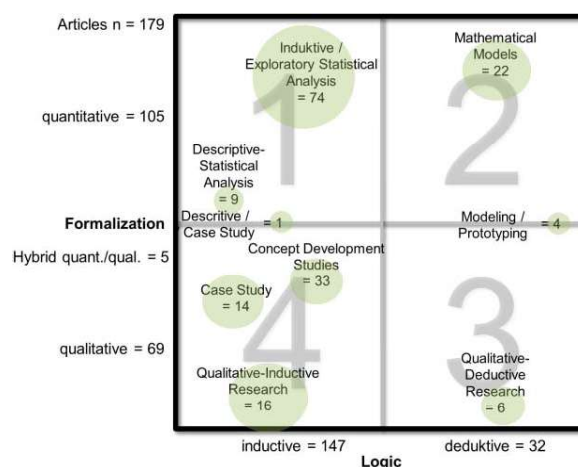 Articles n = 179
Induktive /
Exploratory Statistical
Analysis
= 74
Mathematical
Models
= 22
1
2
quantitative = 105
Descriptive-
Statistical
Analysis
= 9
Formalization
Descritive /
Case Study
= 1
Modeling /
Prototyping
= 4
Hybrid quant./qual. = 5
Concept Development
Studies
= 33
Case Study
= 14
4
3
qualitative = 69
Qualitative-Inductive
Research
= 16
Qualitative-
Deductive
Research
= 6
inductive = 147
deduktive = 32
Logic